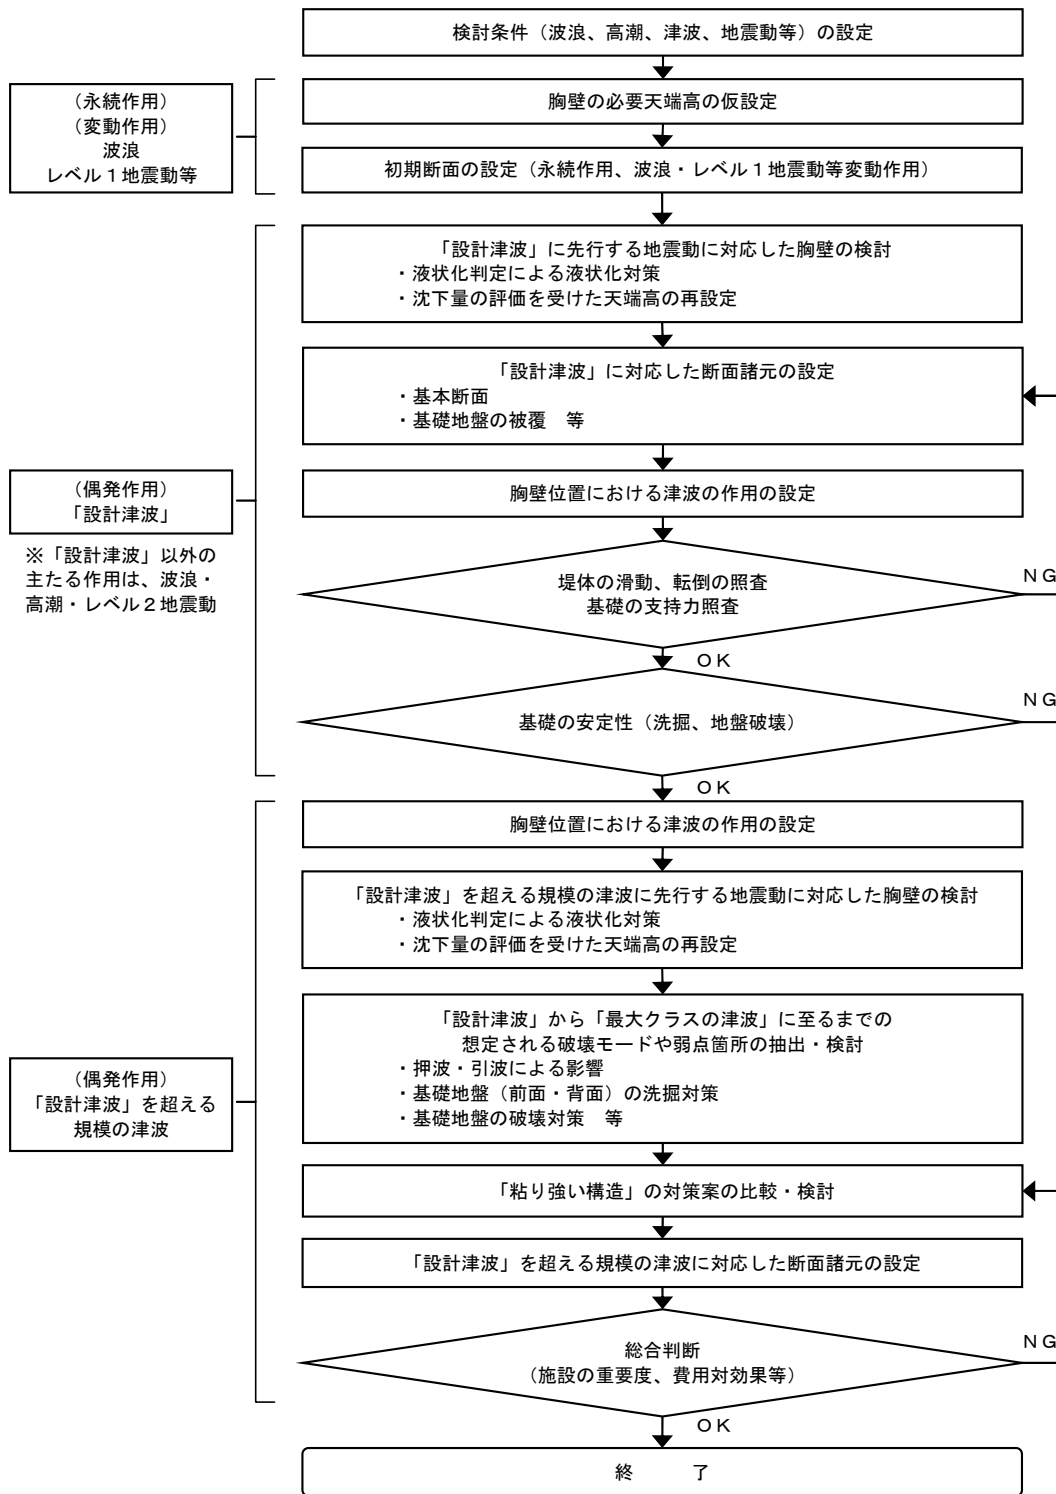 検討条件（波浪、高潮、津波、地震動等）の設定
（永続作用）
（変動作用）
波浪
レベル１地震動等
胸壁の必要天端高の仮設定
初期断面の設定（永続作用、波浪・レベル１地震動等変動作用）
「設計津波」に先行する地震動に対応した胸壁の検討
・液状化判定による液状化対策
・沈下量の評価を受けた天端高の再設定
「設計津波」に対応した断面諸元の設定
・基本断面
・基礎地盤の被覆　等
（偶発作用）
「設計津波」
※「設計津波」以外の
主たる作用は、波浪・
高潮・レベル２地震動
胸壁位置における津波の作用の設定
堤体の滑動、転倒の照査
基礎の支持力照査
ＮＧ
ＯＫ
基礎の安定性（洗掘、地盤破壊）
ＮＧ
ＯＫ
胸壁位置における津波の作用の設定
「設計津波」を超える規模の津波に先行する地震動に対応した胸壁の検討
・液状化判定による液状化対策
・沈下量の評価を受けた天端高の再設定
「設計津波」から「最大クラスの津波」に至るまでの
想定される破壊モードや弱点箇所の抽出・検討
・押波・引波による影響
・基礎地盤（前面・背面）の洗掘対策
・基礎地盤の破壊対策　等
（偶発作用）
「設計津波」を超える
規模の津波
「粘り強い構造」の対策案の比較・検討
「設計津波」を超える規模の津波に対応した断面諸元の設定
総合判断
（施設の重要度、費用対効果等）
ＮＧ
ＯＫ
終　　　了